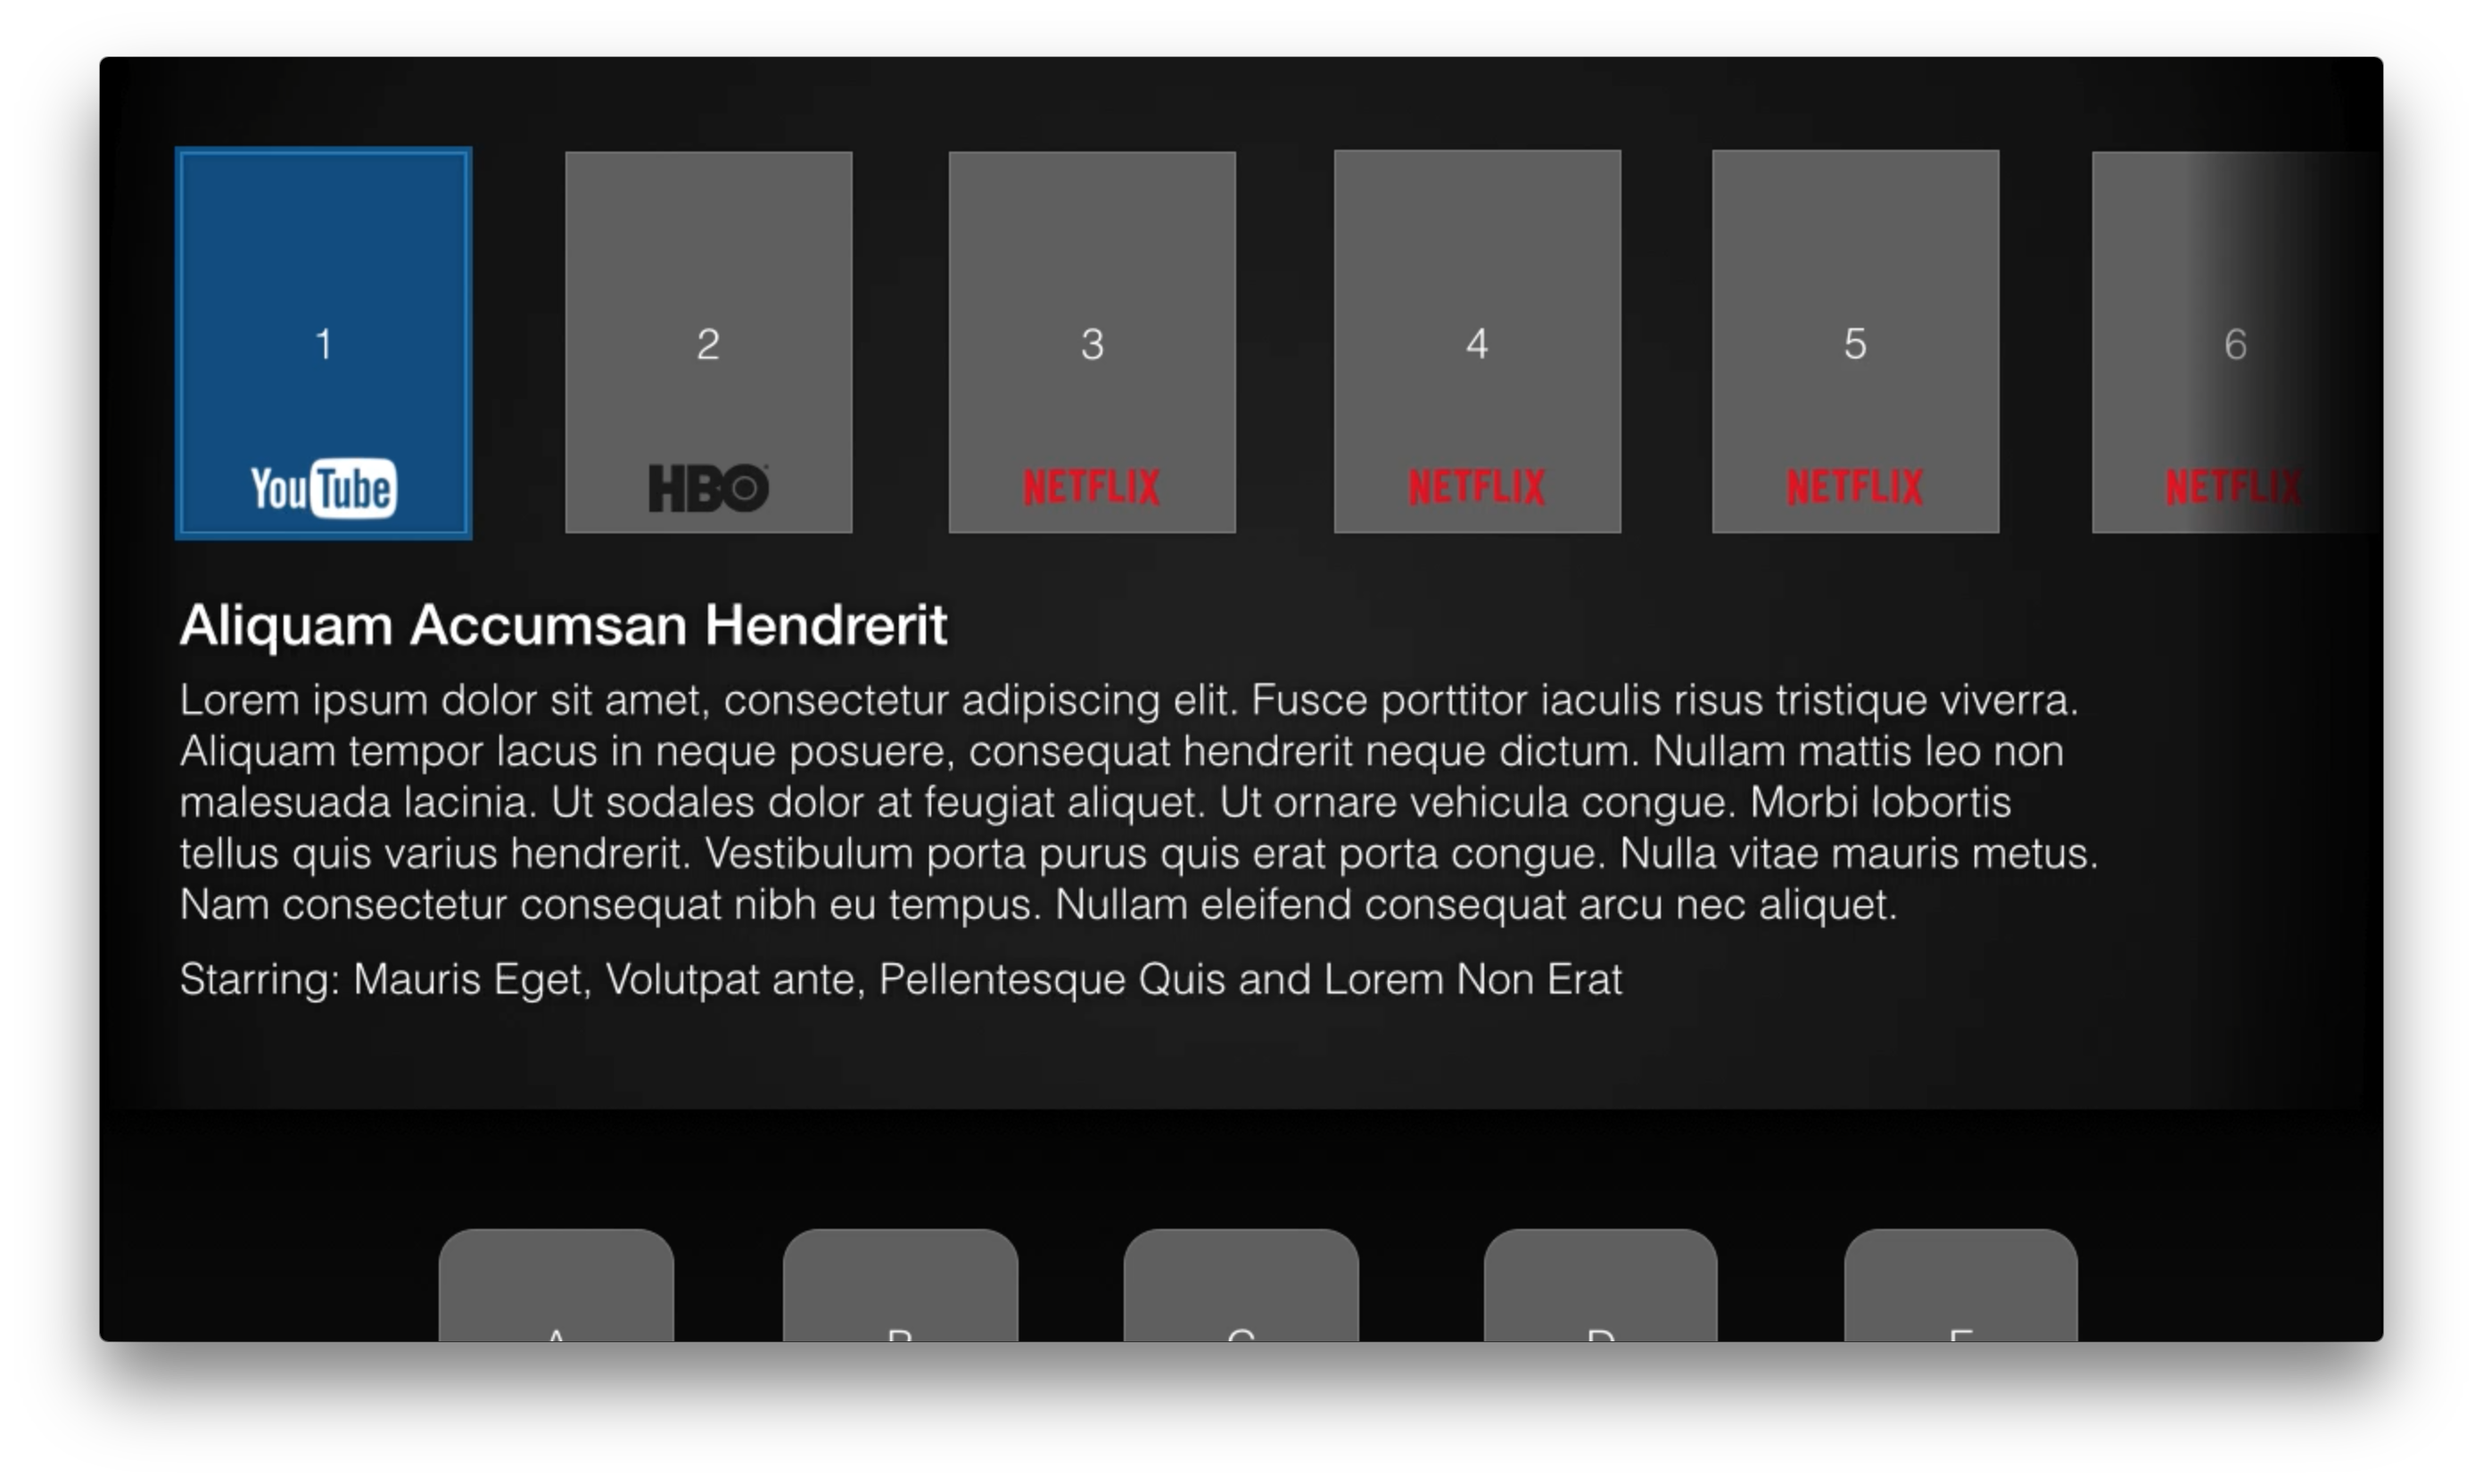 1
2
3
4
5
6
YouTube
HBO
NETFLIX
NETFLIX
NETFLIX
NETFLIX
Aliquam Accumsan Hendrerit
Lorem ipsum dolor sit amet, consectetur adipiscing elit. Fusce porttitor iaculis risus tristique viverra.
Aliquam tempor lacus in neque posuere, consequat hendrerit neque dictum. Nullam mattis leo non
malesuada lacinia. Ut sodales dolor at feugiat aliquet. Ut ornare vehicula congue. Morbi lobortis
tellus quis varius hendrerit. Vestibulum porta purus quis erat porta congue. Nulla vitae mauris metus.
Nam consectetur consequat nibh eu tempus. Nullam eleifend consequat arcu nec aliquet.
Starring: Mauris Eget, Volutpat ante, Pellentesque Quis and Lorem Non Erat